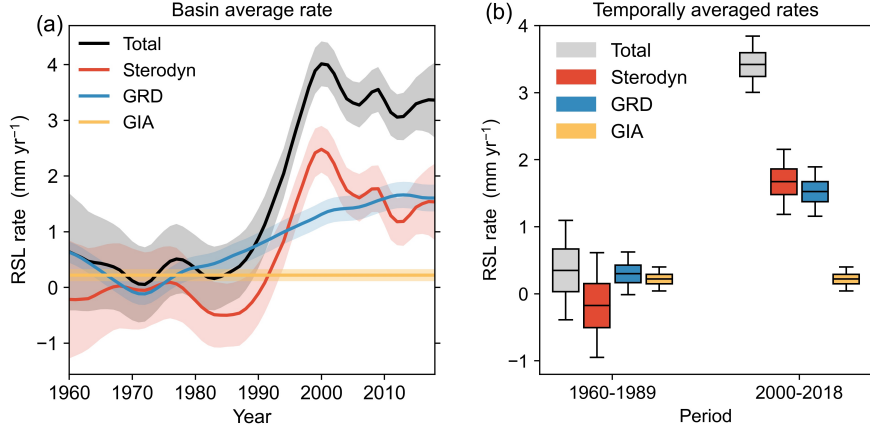 (a)
Basin average rate
RSL rate (mm yr⁻¹)
4
3
2
1
0
−1
Total
Sterodyn
GRD
GIA
1960 1970 1980 1990 2000 2010
Year
(b)
Temporally averaged rates
RSL rate (mm yr⁻¹)
4
3
2
1
0
−1
Total
Sterodyn
GRD
GIA
1960-1989 2000-2018
Period